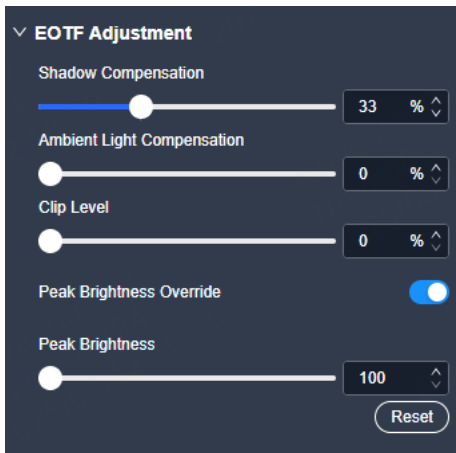 EOTF Adjustment
Shadow Compensation
33 %
Ambient Light Compensation
0 %
Clip Level
0 %
Peak Brightness Override
Peak Brightness
100
Reset